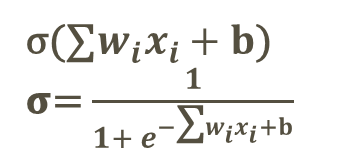 σ(∑wᵢxᵢ + b)
σ= 1 / (1+ e^(−∑wᵢxᵢ+b))